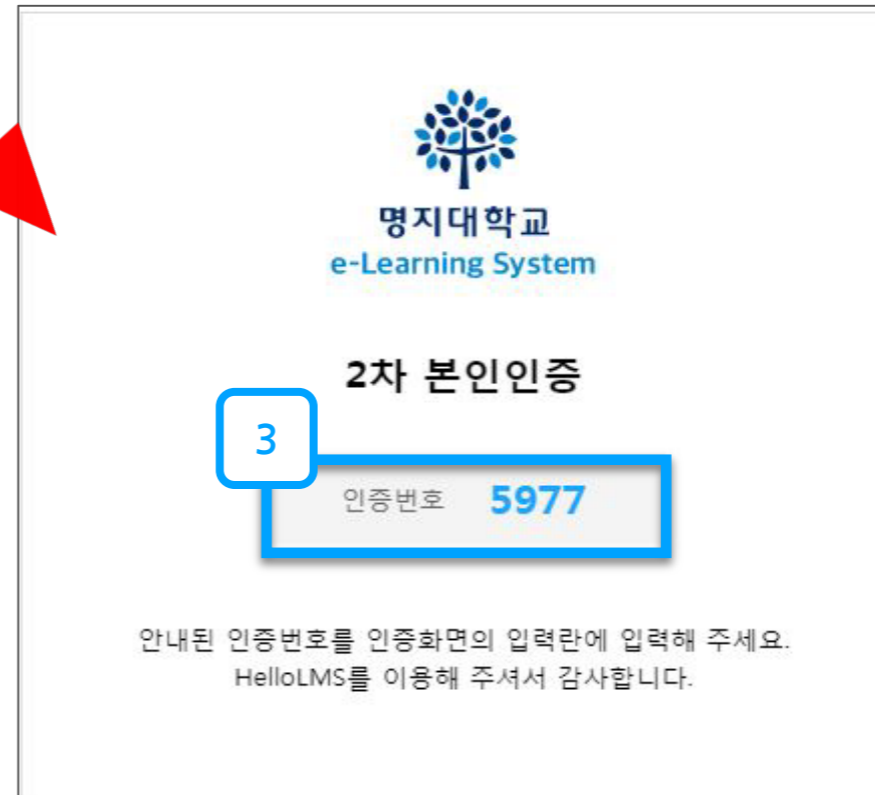 명지대학교
e-Learning System
2차 본인인증
3
인증번호 5977
안내된 인증번호를 인증화면의 입력란에 입력해 주세요.
HelloLMS를 이용해 주셔서 감사합니다.